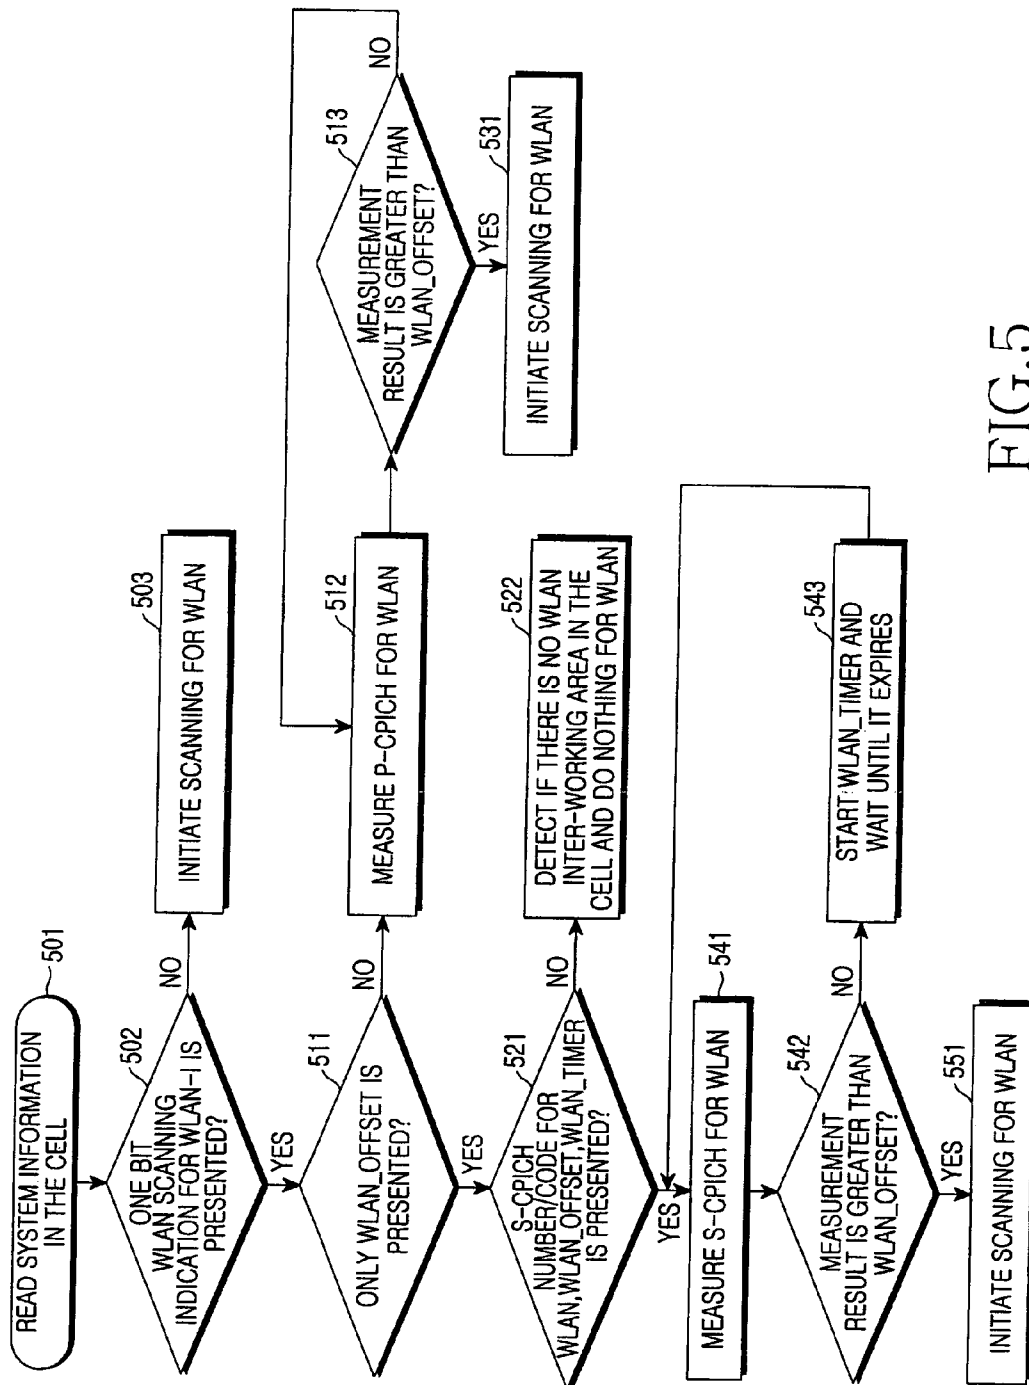 READ SYSTEM INFORMATION
IN THE CELL
501
ONE BIT
WLAN SCANNING
INDICATION FOR WLAN-I IS
PRESENTED?
502
NO
YES
INITIATE SCANNING FOR WLAN
503
ONLY WLAN_OFFSET IS
PRESENTED?
511
NO
YES
MEASURE P-CPICH FOR WLAN
512
MEASUREMENT
RESULT IS GREATER THAN
WLAN_OFFSET?
513
NO
YES
INITIATE SCANNING FOR WLAN
531
S-CPICH
NUMBER/CODE FOR
WLAN,WLAN_OFFSET,WLAN_TIMER
IS PRESENTED?
521
NO
YES
DETECT IF THERE IS NO WLAN
INTER-WORKING AREA IN THE
CELL AND DO NOTHING FOR WLAN
522
MEASURE S-CPICH FOR WLAN
541
MEASUREMENT
RESULT IS GREATER THAN
WLAN_OFFSET?
542
NO
YES
START WLAN_TIMER AND
WAIT UNTIL IT EXPIRES
543
INITIATE SCANNING FOR WLAN
551
FIG.5